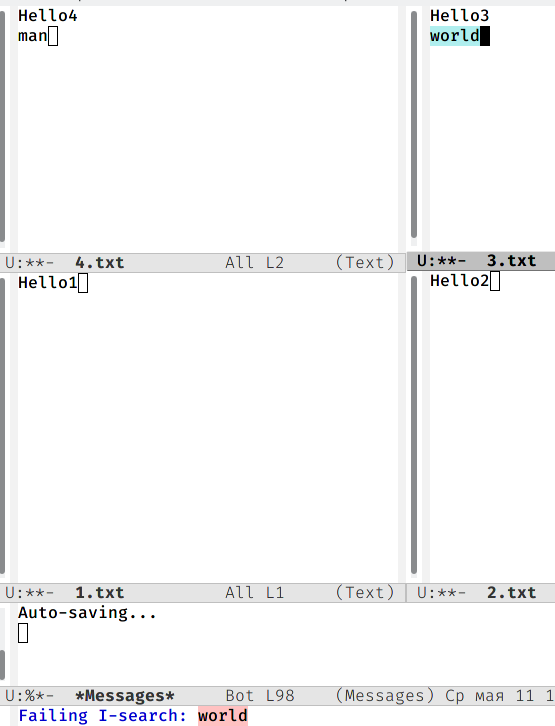 Hello4
man
U:**-  4.txt          All L2     (Text)
Hello3
world
U:**-  3.txt
Hello1
U:**-  1.txt          All L1     (Text)
Hello2
U:**-  2.txt
Auto-saving...
U:%*-  *Messages*     Bot L98    (Messages) Ср мая 11 1
Failing I-search: world